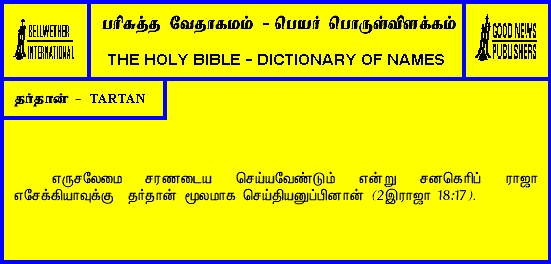 BELLWETHER
INTERNATIONAL
பரிசுத்த வேதாகமம் - பெயர் பொருள்விளக்கம்
THE HOLY BIBLE - DICTIONARY OF NAMES
GOOD NEWS
PUBLISHERS
தர்தான் - TARTAN
எருசலேமை சரணடைய செய்யவேண்டும் என்று சனகெரிப் ராஜா
எசேக்கியாவுக்கு தர்தான் மூலமாக செய்தியனுப்பினான் (2இராஜா 18:17).